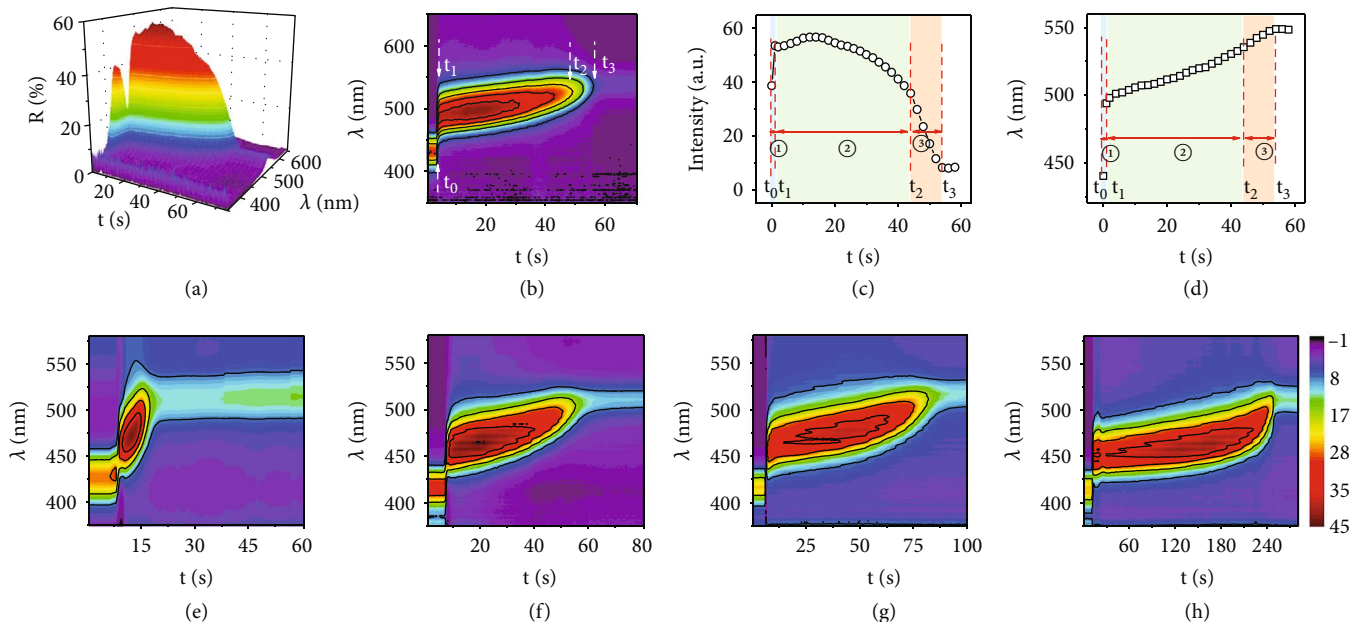 60
40
20
0
R (%)
20
40
60
t (s)
400
500
600
λ (nm)
(a)
600
500
400
λ (nm)
t₁
t₂
t₃
t₀
20
40
60
t (s)
(b)
60
40
20
0
Intensity (a.u.)
① ② ③
t₀ t₁ t₂ t₃
0 20 40 60
t (s)
(c)
550
500
450
λ (nm)
① ② ③
t₀ t₁ t₂ t₃
0 20 40 60
t (s)
(d)
550
500
450
400
λ (nm)
15 30 45 60
t (s)
(e)
550
500
450
400
λ (nm)
20 40 60 80
t (s)
(f)
550
500
450
400
λ (nm)
25 50 75 100
t (s)
(g)
550
500
450
400
λ (nm)
60 120 180 240
t (s)
(h)
−1
8
17
28
35
45